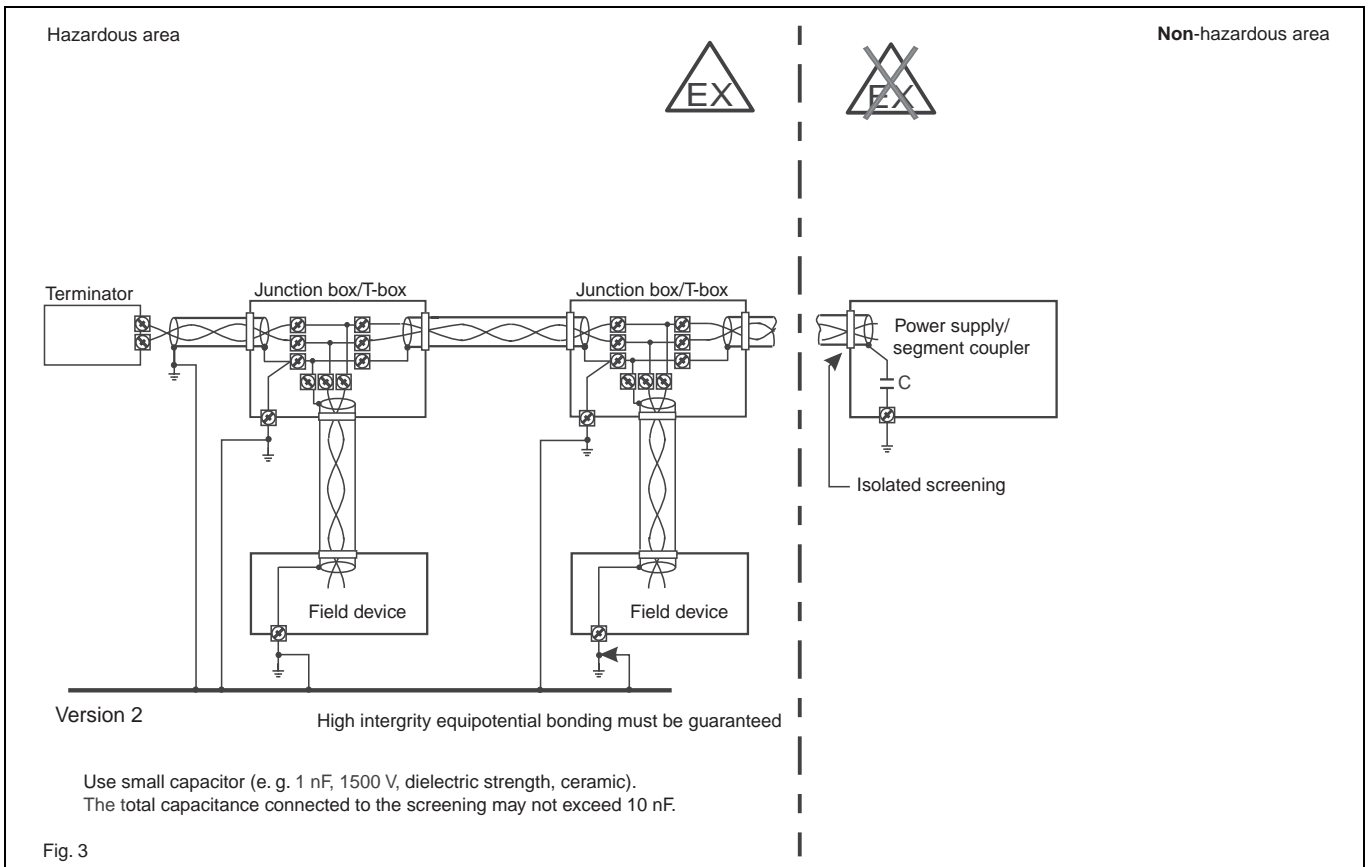 Hazardous area
Non-hazardous area
EX
EX
Terminator
Junction box/T-box
Junction box/T-box
Power supply/
segment coupler
C
Isolated screening
Field device
Field device
Version 2
High intergrity equipotential bonding must be guaranteed
Use small capacitor (e. g. 1 nF, 1500 V, dielectric strength, ceramic).
The total capacitance connected to the screening may not exceed 10 nF.
Fig. 3